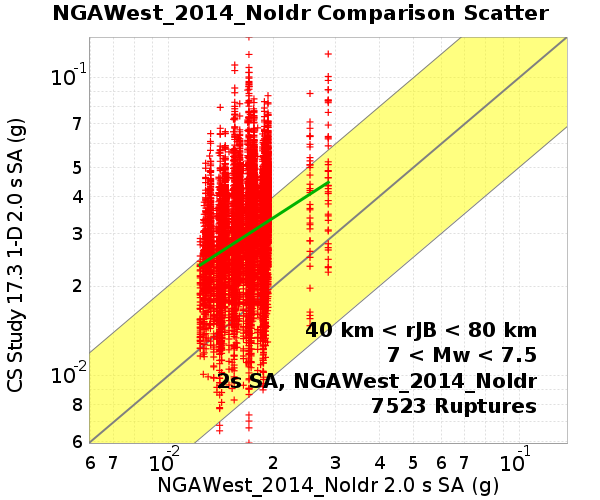 NGAWest_2014_NoIdr Comparison Scatter
CS Study 17.3 1-D 2.0 s SA (g)
10-1
7
5
4
3
2
10-2
8
6
40 km < rJB < 80 km
7 < Mw < 7.5
2s SA, NGAWest_2014_NoIdr
7523 Ruptures
6 7 10-2 2 3 4 5 6 7 10-1
NGAWest_2014_NoIdr 2.0 s SA (g)